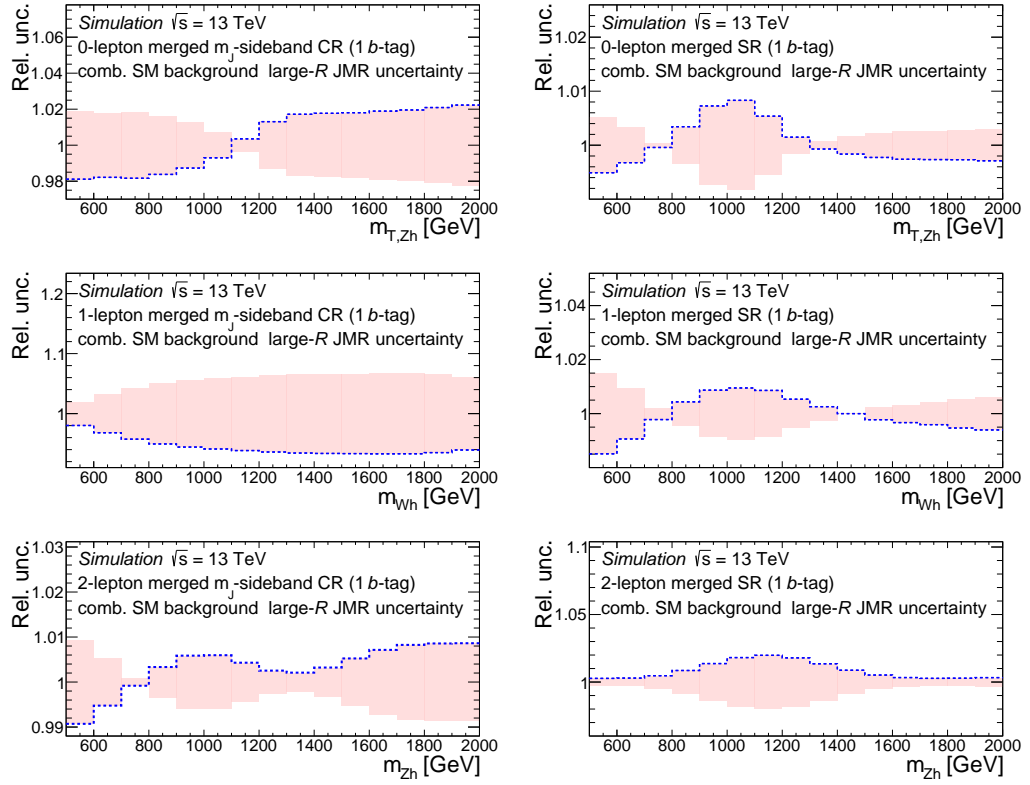 Rel. unc.
Simulation √s = 13 TeV
0-lepton merged m_J-sideband CR (1 b-tag)
comb. SM background large-R JMR uncertainty
1.06
1.04
1.02
1
0.98
600 800 1000 1200 1400 1600 1800 2000
m_T,Zh [GeV]
Rel. unc.
Simulation √s = 13 TeV
0-lepton merged SR (1 b-tag)
comb. SM background large-R JMR uncertainty
1.02
1.01
1
600 800 1000 1200 1400 1600 1800 2000
m_T,Zh [GeV]
Rel. unc.
Simulation √s = 13 TeV
1-lepton merged m_J-sideband CR (1 b-tag)
comb. SM background large-R JMR uncertainty
1.2
1.1
1
600 800 1000 1200 1400 1600 1800 2000
m_Wh [GeV]
Rel. unc.
Simulation √s = 13 TeV
1-lepton merged SR (1 b-tag)
comb. SM background large-R JMR uncertainty
1.04
1.02
1
600 800 1000 1200 1400 1600 1800 2000
m_Wh [GeV]
Rel. unc.
Simulation √s = 13 TeV
2-lepton merged m_J-sideband CR (1 b-tag)
comb. SM background large-R JMR uncertainty
1.03
1.02
1.01
1
0.99
600 800 1000 1200 1400 1600 1800 2000
m_Zh [GeV]
Rel. unc.
Simulation √s = 13 TeV
2-lepton merged SR (1 b-tag)
comb. SM background large-R JMR uncertainty
1.1
1.05
1
600 800 1000 1200 1400 1600 1800 2000
m_Zh [GeV]